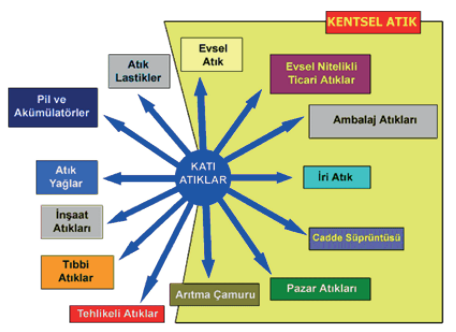 KENTSEL ATIK
Evsel
Atık
Atık
Lastikler
Evsel Nitelikli
Ticari Atıklar
Pil ve
Akümülatörler
Ambalaj Atıkları
KATI
ATIKLAR
Atık
Yağlar
İri Atık
İnşaat
Atıkları
Cadde Süprüntüsü
Tıbbi
Atıklar
Arıtma Çamuru
Pazar Atıkları
Tehlikeli Atıklar